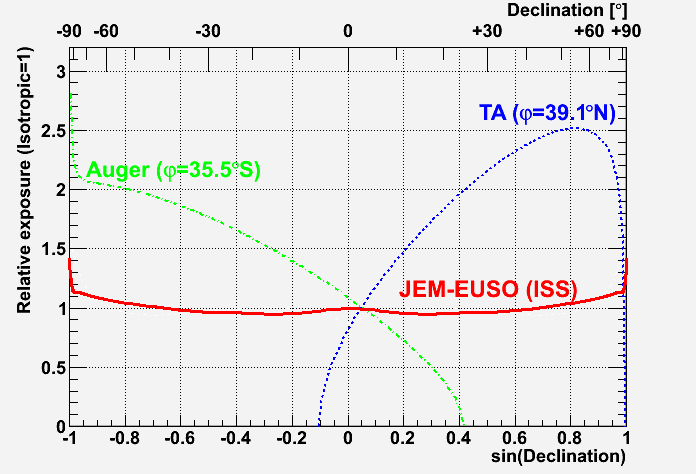 Declination [°]
-90 -60 -30 0 +30 +60 +90
Relative exposure (Isotropic=1)
3
2.5
2
1.5
1
0.5
0
TA (φ=39.1°N)
Auger (φ=35.5°S)
JEM-EUSO (ISS)
-1 -0.8 -0.6 -0.4 -0.2 0 0.2 0.4 0.6 0.8 1
sin(Declination)